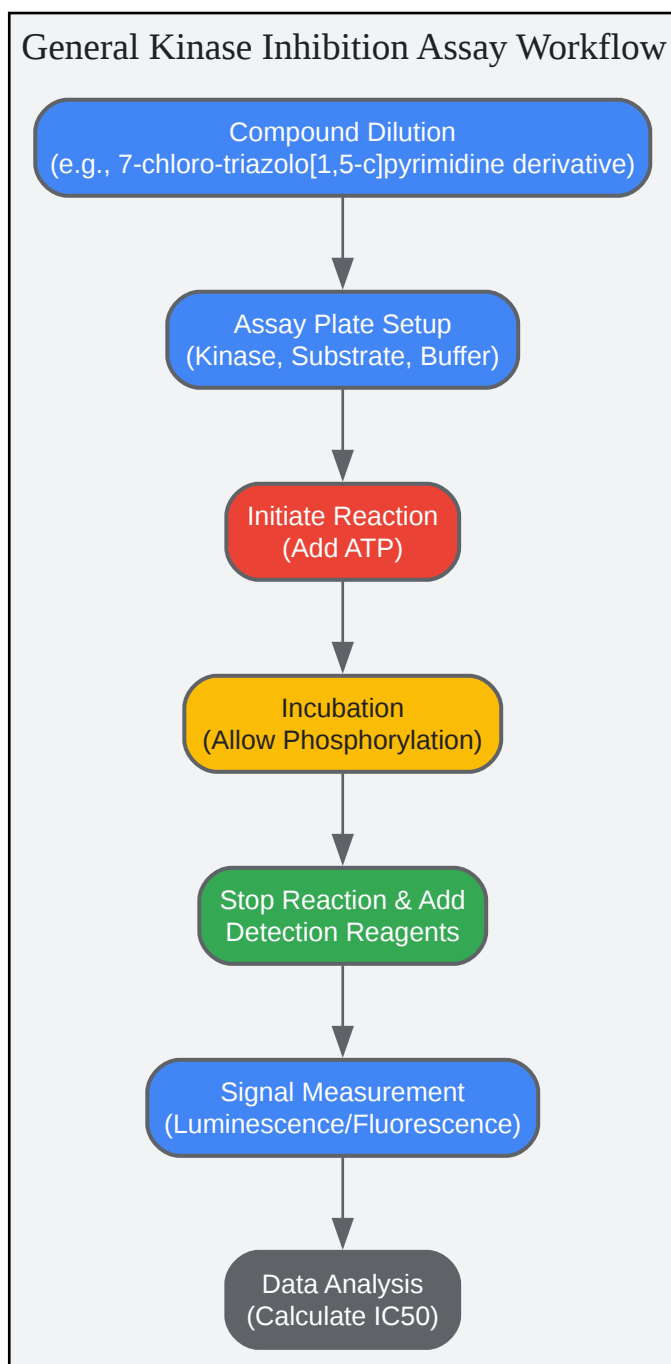 General Kinase Inhibition Assay Workflow
Compound Dilution
(e.g., 7-chloro-triazolo[1,5-c]pyrimidine derivative)
Assay Plate Setup
(Kinase, Substrate, Buffer)
Initiate Reaction
(Add ATP)
Incubation
(Allow Phosphorylation)
Stop Reaction & Add
Detection Reagents
Signal Measurement
(Luminescence/Fluorescence)
Data Analysis
(Calculate IC50)